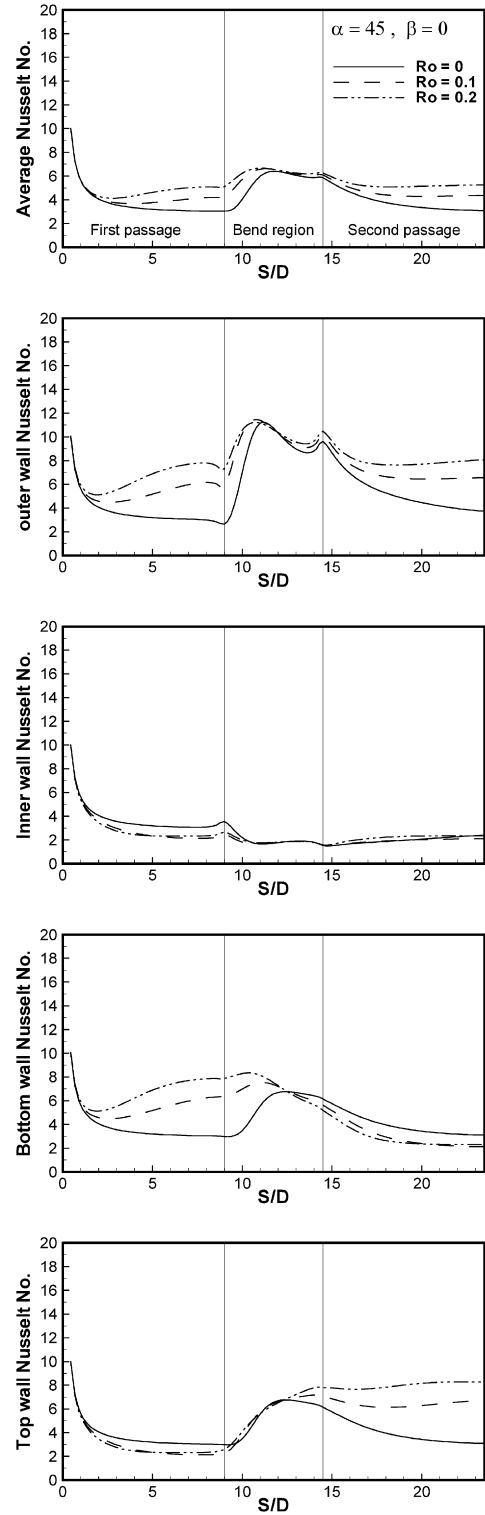 α = 45 , β = 0
Ro = 0
Ro = 0.1
Ro = 0.2
Average Nusselt No.
20
18
16
14
12
10
8
6
4
2
0
First passage
Bend region
Second passage
0 5 10 15 20
S/D
outer wall Nusselt No.
20
18
16
14
12
10
8
6
4
2
0
0 5 10 15 20
S/D
Inner wall Nusselt No.
20
18
16
14
12
10
8
6
4
2
0
0 5 10 15 20
S/D
Bottom wall Nusselt No.
20
18
16
14
12
10
8
6
4
2
0
0 5 10 15 20
S/D
Top wall Nusselt No.
20
18
16
14
12
10
8
6
4
2
0
0 5 10 15 20
S/D